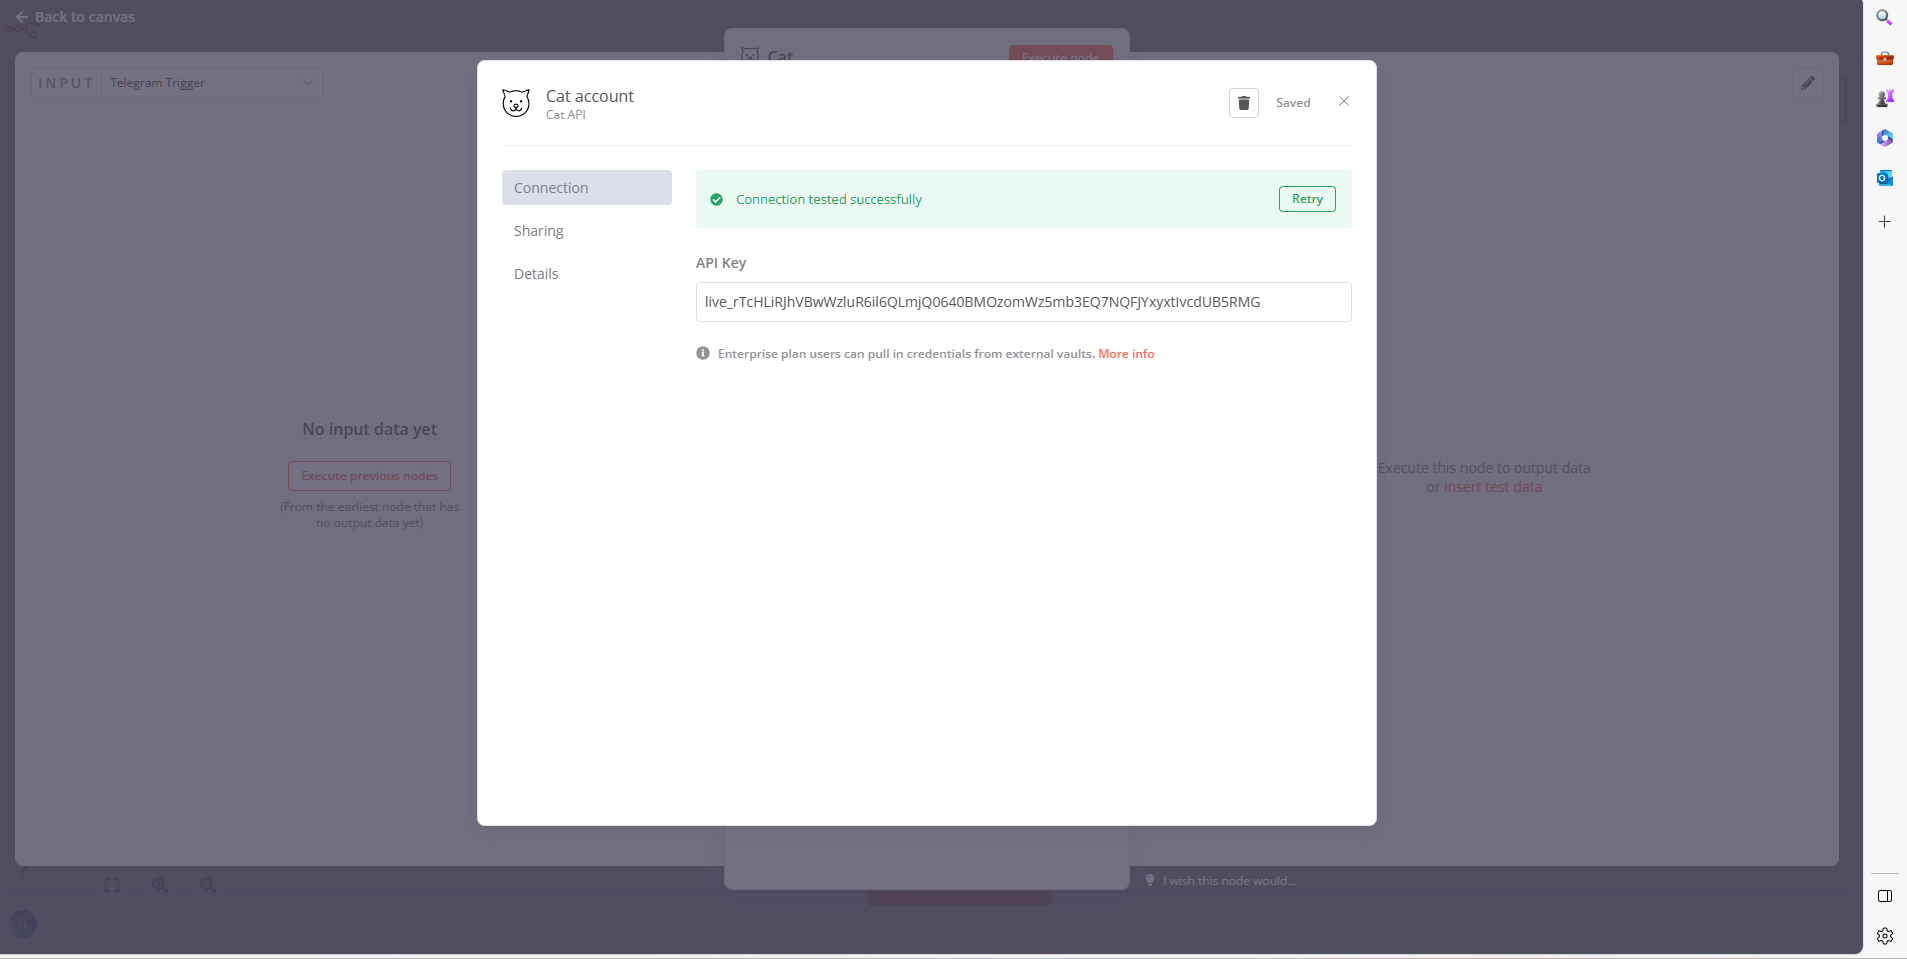 Back to canvas
Cat
Execute node
INPUT Telegram Trigger
Cat account
Cat API
Saved
Connection
Sharing
Details
Connection tested successfully
Retry
API Key
live_rTcHLiRJhVBwWzluR6il6QLmjQ0640BMOzomWz5mb3EQ7NQFJYxyxtIvcdUB5RMG
Enterprise plan users can pull in credentials from external vaults. More info
No input data yet
Execute previous nodes
(From the earliest node that has
no output data yet)
Execute this node to output data
or insert test data
I wish this node would...
YL